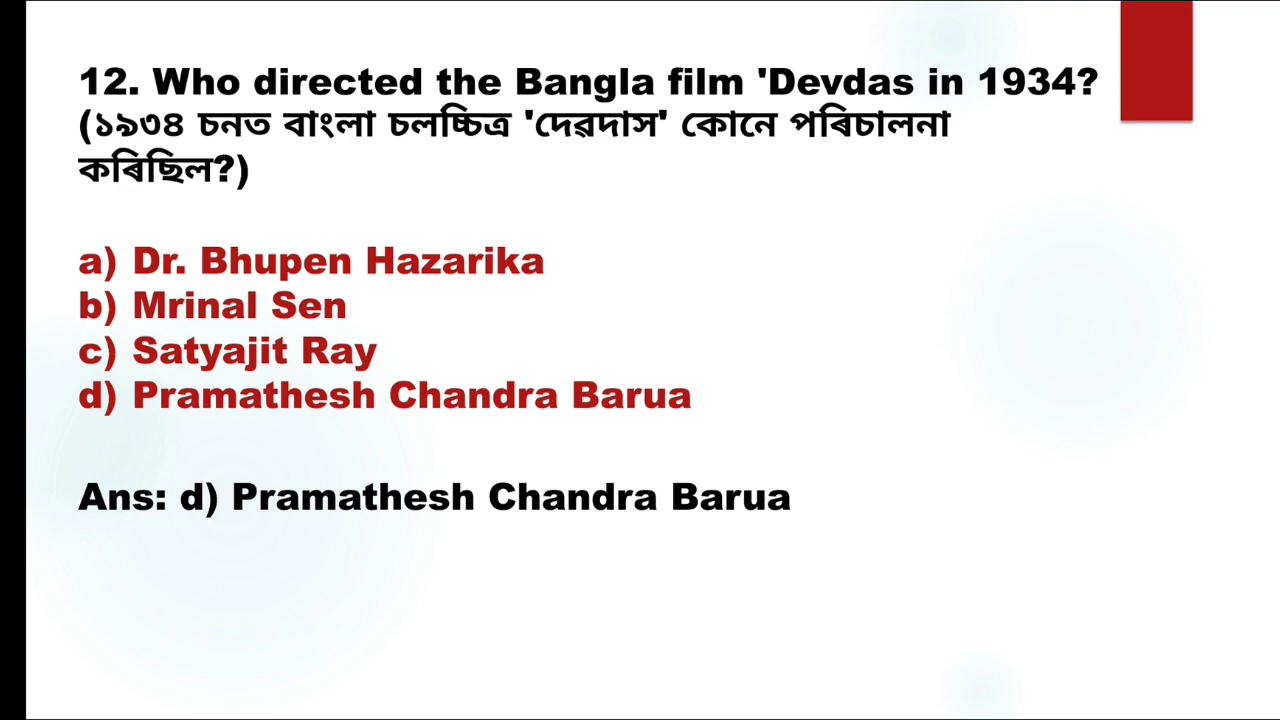 12. Who directed the Bangla film 'Devdas in 1934?
(১৯৩৪ চনত বাংলা চলচ্চিত্ৰ 'দেৱদাস' কোনে পৰিচালনা
কৰিছিল?)
a) Dr. Bhupen Hazarika
b) Mrinal Sen
c) Satyajit Ray
d) Pramathesh Chandra Barua
Ans: d) Pramathesh Chandra Barua